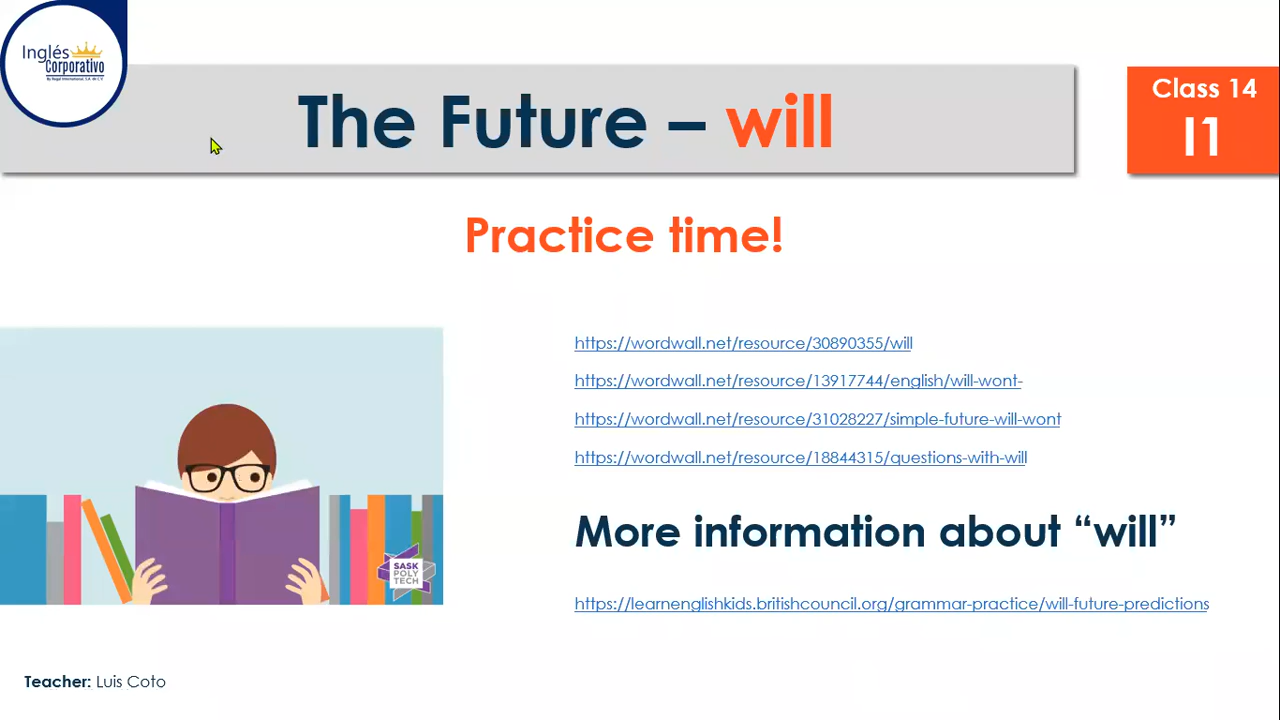 Inglés
Corporativo
By Regal International, S.A. de C.V.
The Future – will
Class 14
I1
Practice time!
https://wordwall.net/resource/30890355/will
https://wordwall.net/resource/13917744/english/will-wont-
https://wordwall.net/resource/31028227/simple-future-will-wont
https://wordwall.net/resource/18844315/questions-with-will
More information about “will”
https://learnenglishkids.britishcouncil.org/grammar-practice/will-future-predictions
SASK
POLY
TECH
Teacher: Luis Coto